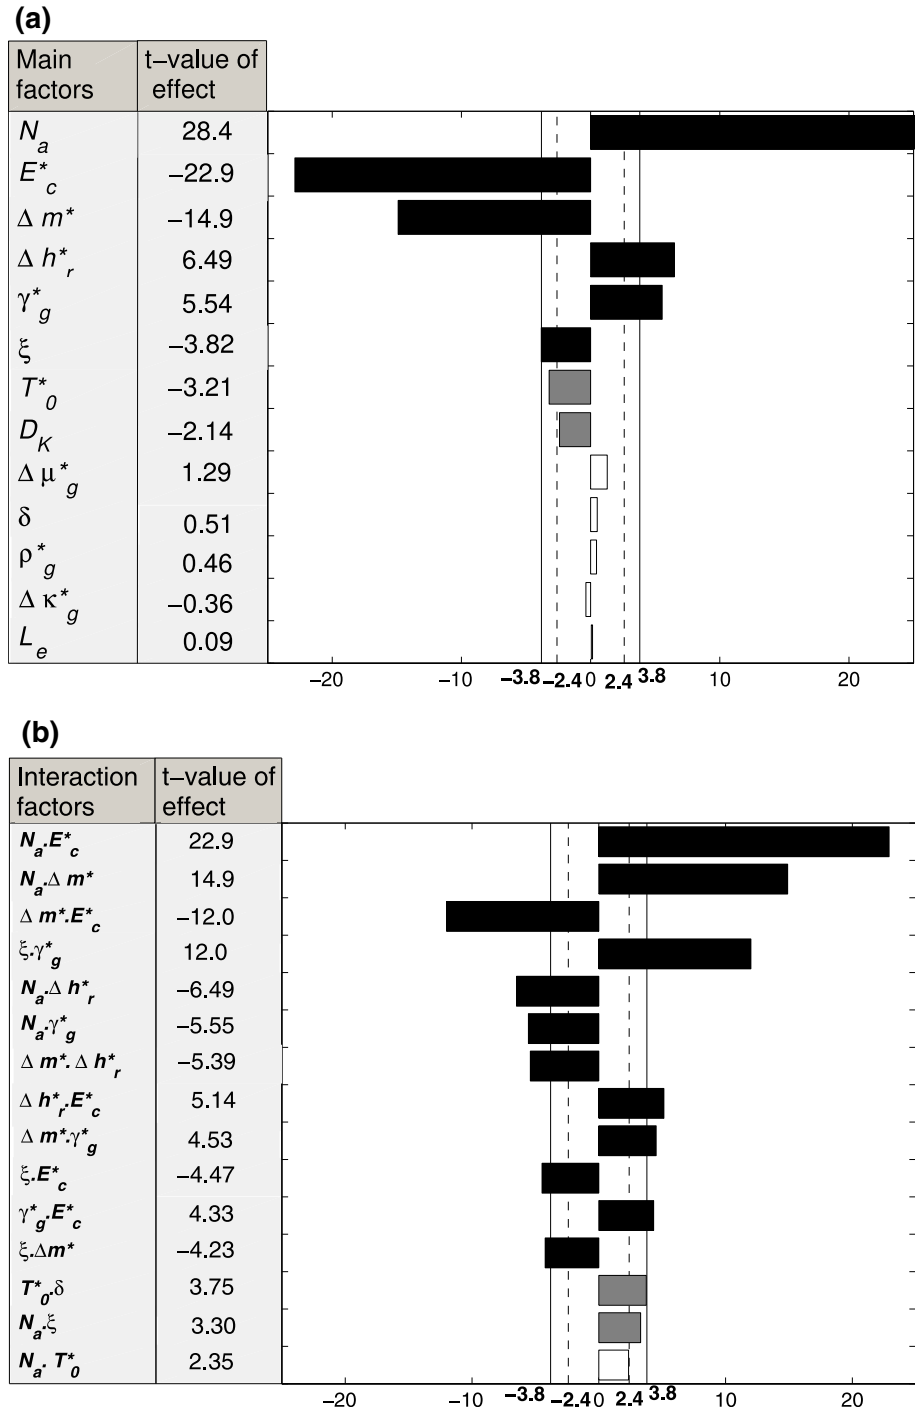 (a)
Main factors t–value of effect
N_a 28.4
E*_c −22.9
Δ m* −14.9
Δ h*_r 6.49
γ*_g 5.54
ξ −3.82
T*_0 −3.21
D_K −2.14
Δ μ*_g 1.29
δ 0.51
ρ*_g 0.46
Δ κ*_g −0.36
L_e 0.09
−20 −10 −3.8 −2.4 0 2.4 3.8 10 20
(b)
Interaction factors t–value of effect
N_a.E*_c 22.9
N_a.Δ m* 14.9
Δ m*.E*_c −12.0
ξ.γ*_g 12.0
N_a.Δ h*_r −6.49
N_a.γ*_g −5.55
Δ m*. Δ h*_r −5.39
Δ h*_r.E*_c 5.14
Δ m*.γ*_g 4.53
ξ.E*_c −4.47
γ*_g.E*_c 4.33
ξ.Δm* −4.23
T*_0.δ 3.75
N_a.ξ 3.30
N_a. T*_0 2.35
−20 −10 −3.8 −2.4 0 2.4 3.8 10 20